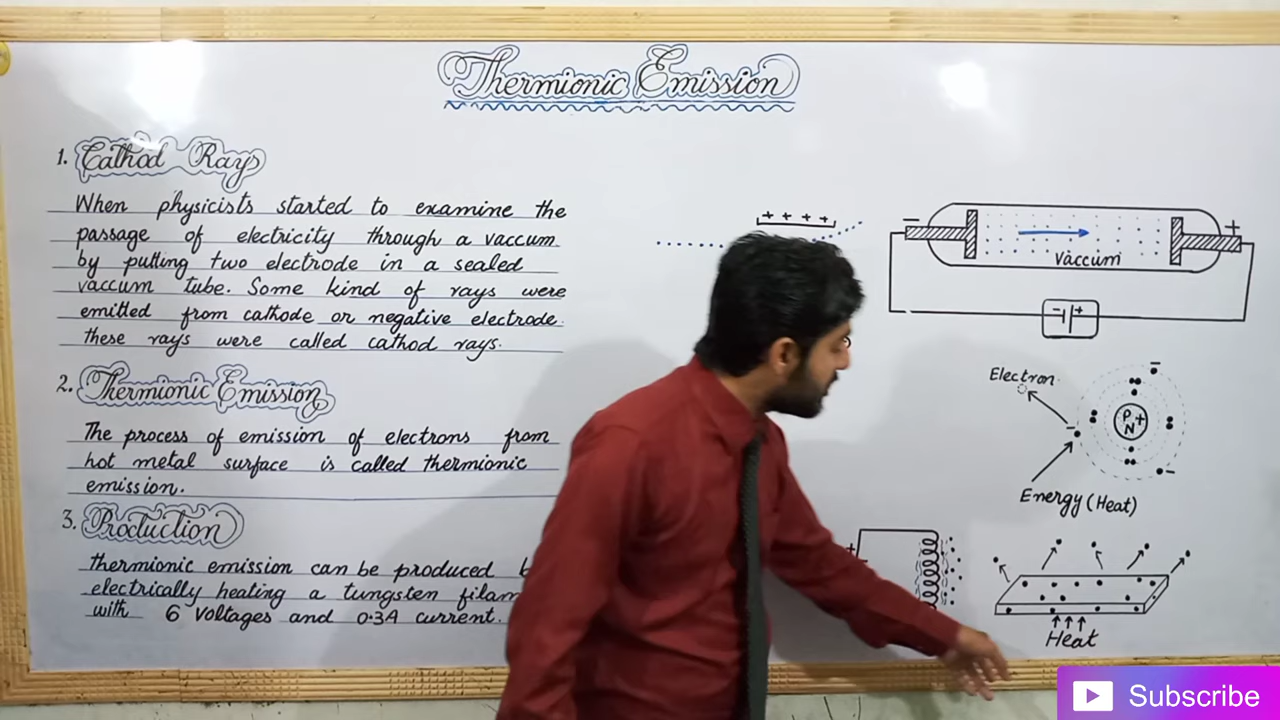 Thermionic Emission
1. Cathod Rays
When physicists started to examine the
passage of electricity through a vaccum
by putting two electrode in a sealed
vaccum tube. Some kind of rays were
emitted from cathode or negative electrode.
these rays were called cathod rays.
2. Thermionic Emission
The process of emission of electrons from
hot metal surface is called thermionic
emission.
3. Production
thermionic emission can be produced
electrically heating a tungsten filam
with 6 voltages and 0.3A current.
+ + + +
- +
vaccum
- +
Electron
P +
N
Energy (Heat)
+
Heat
Subscribe